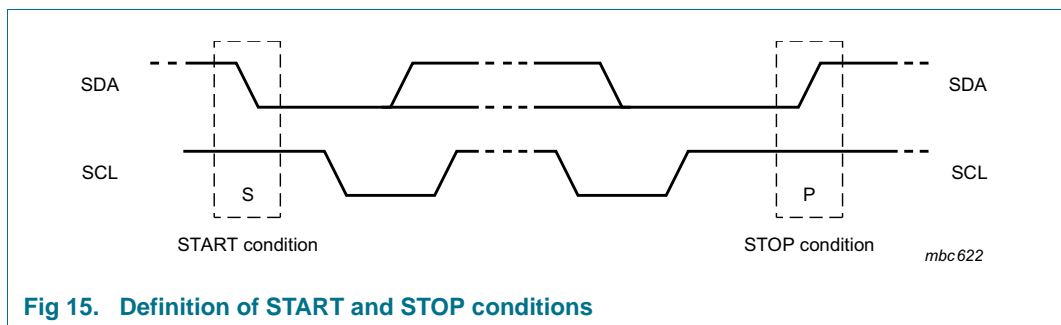 SDA
SDA
SCL
SCL
S
P
START condition
STOP condition
mbc622
Fig 15. Definition of START and STOP conditions